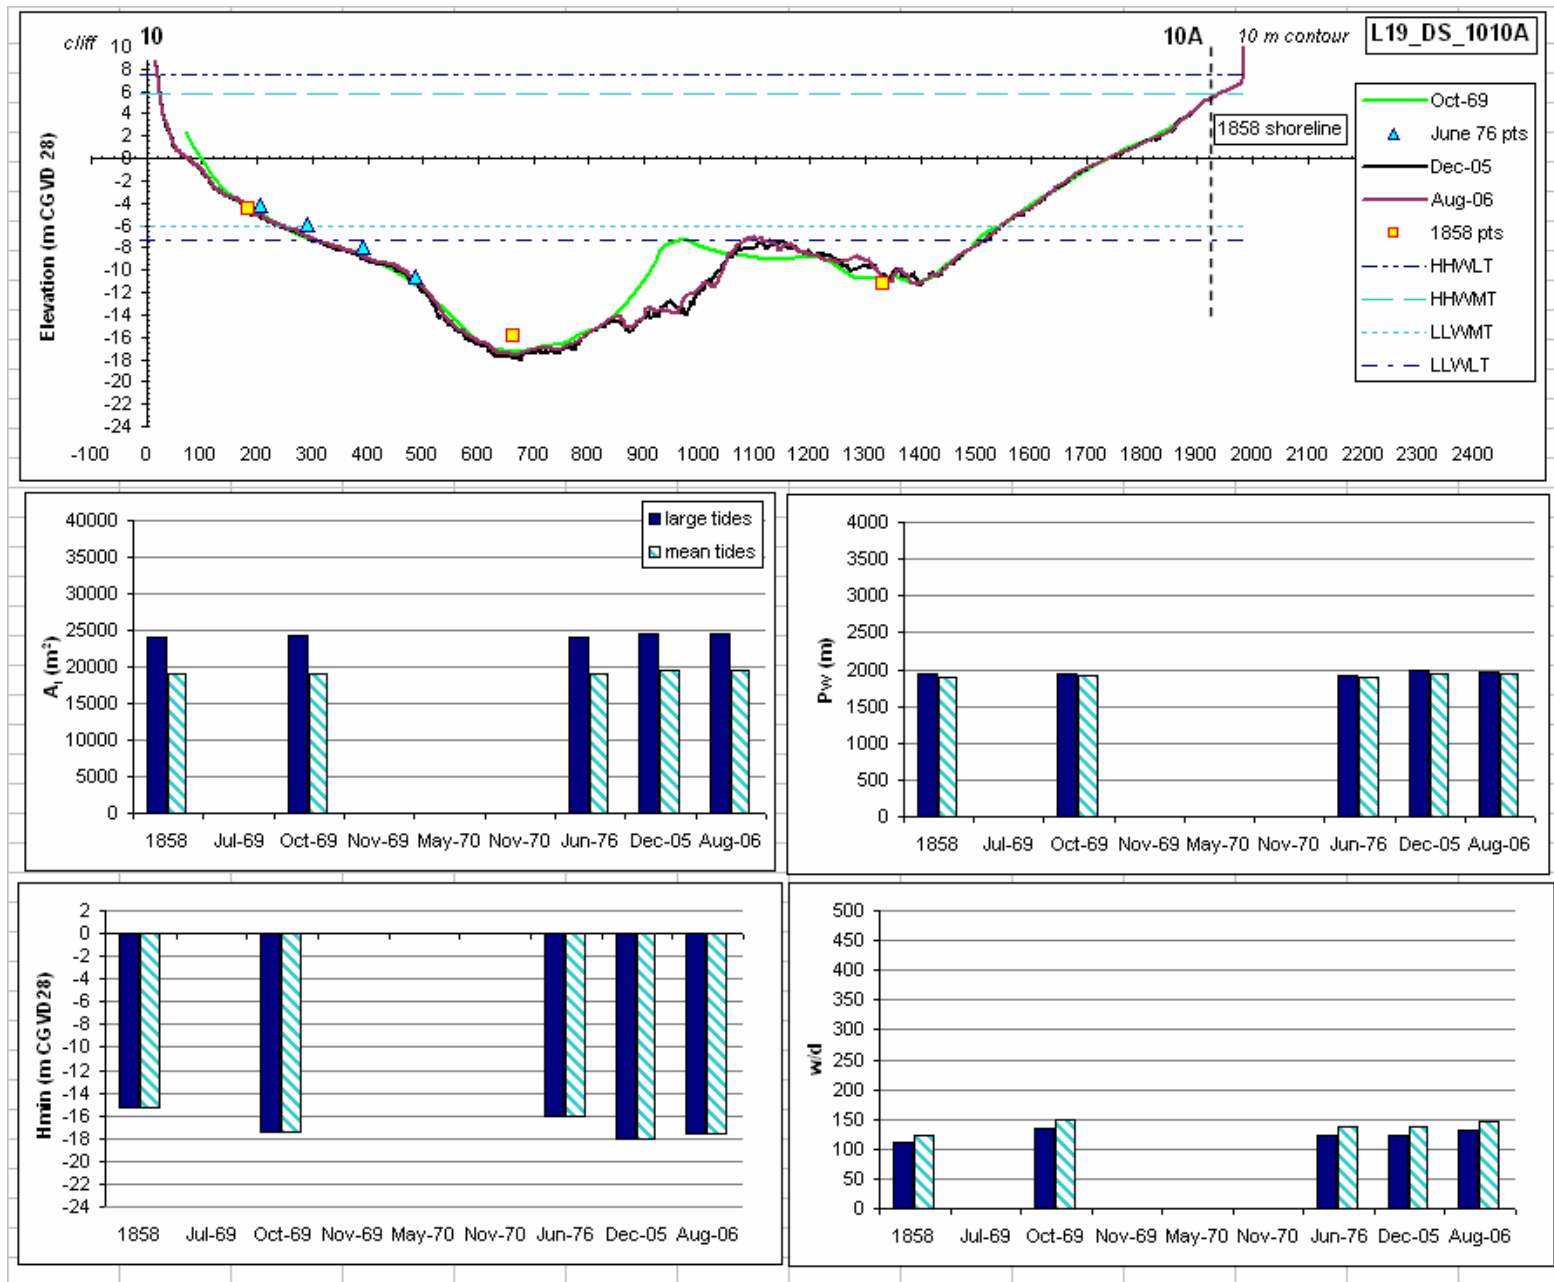 cliff 10 10A 10 m contour L19_DS_1010A
10
8
6
4
2
0
-2
-4
-6
-8
-10
-12
-14
-16
-18
-20
-22
-24
Elevation (m CGVD 28)
-100 0 100 200 300 400 500 600 700 800 900 1000 1100 1200 1300 1400 1500 1600 1700 1800 1900 2000 2100 2200 2300 2400
1858 shoreline
Oct-69
June 76 pts
Dec-05
Aug-06
1858 pts
HHWLT
HHWMT
LLWMT
LLWLT
40000
35000
30000
25000
20000
15000
10000
5000
0
A₁ (m²)
large tides
mean tides
1858 Jul-69 Oct-69 Nov-69 May-70 Nov-70 Jun-76 Dec-05 Aug-06
4000
3500
3000
2500
2000
1500
1000
500
0
Pw (m)
1858 Jul-69 Oct-69 Nov-69 May-70 Nov-70 Jun-76 Dec-05 Aug-06
2
0
-2
-4
-6
-8
-10
-12
-14
-16
-18
-20
-22
-24
Hmin (m CGVD28)
1858 Jul-69 Oct-69 Nov-69 May-70 Nov-70 Jun-76 Dec-05 Aug-06
500
450
400
350
300
250
200
150
100
50
0
w/d
1858 Jul-69 Oct-69 Nov-69 May-70 Nov-70 Jun-76 Dec-05 Aug-06